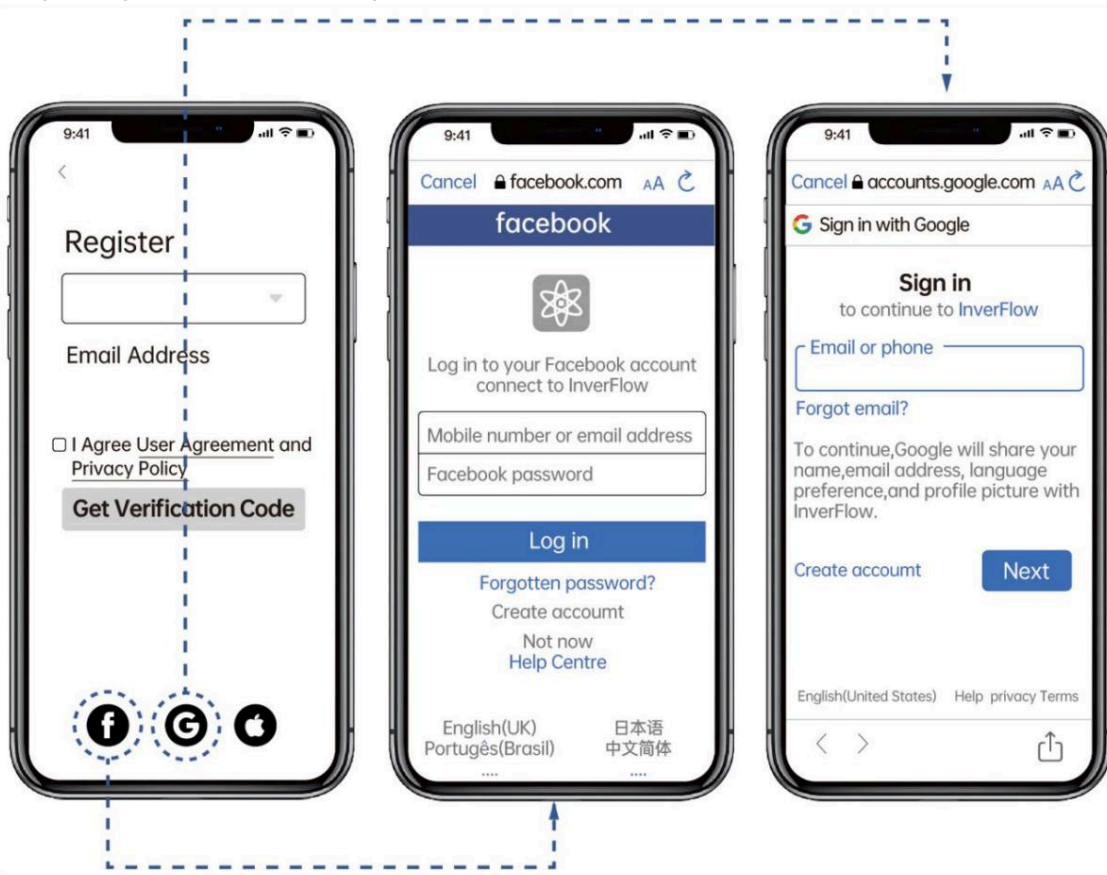 9:41
Register
Email Address
I Agree User Agreement and
Privacy Policy
Get Verification Code
9:41
Cancel facebook.com AA
facebook
Log in to your Facebook account
connect to InverFlow
Mobile number or email address
Facebook password
Log in
Forgotten password?
Create accoumt
Not now
Help Centre
English(UK) 日本语
Portugês(Brasil) 中文简体
.... ....
9:41
Cancel accounts.google.com AA
Sign in with Google
Sign in
to continue to InverFlow
Email or phone
Forgot email?
To continue,Google will share your
name,email address, language
preference,and profile picture with
InverFlow.
Create accoumt Next
English(United States) Help privacy Terms